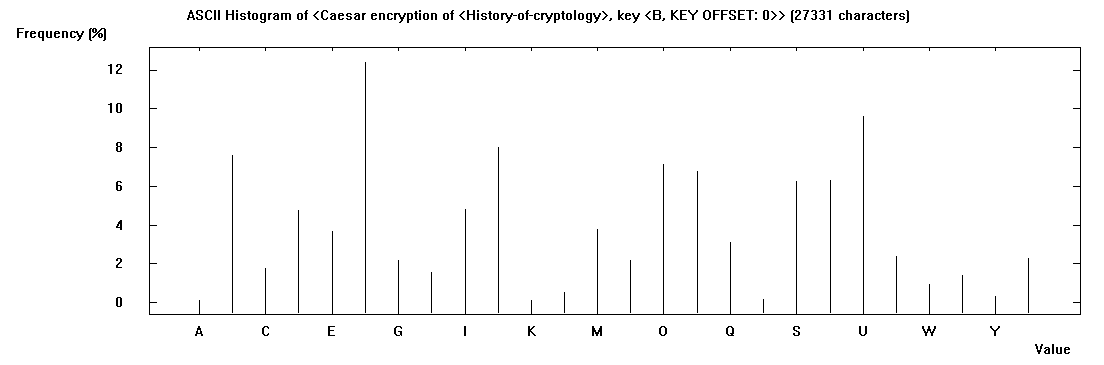 ASCII Histogram of <Caesar encryption of <History-of-cryptology>, key <B, KEY OFFSET: 0>> (27331 characters)
Frequency (%)
12
10
8
6
4
2
0
A C E G I K M O Q S U W Y
Value